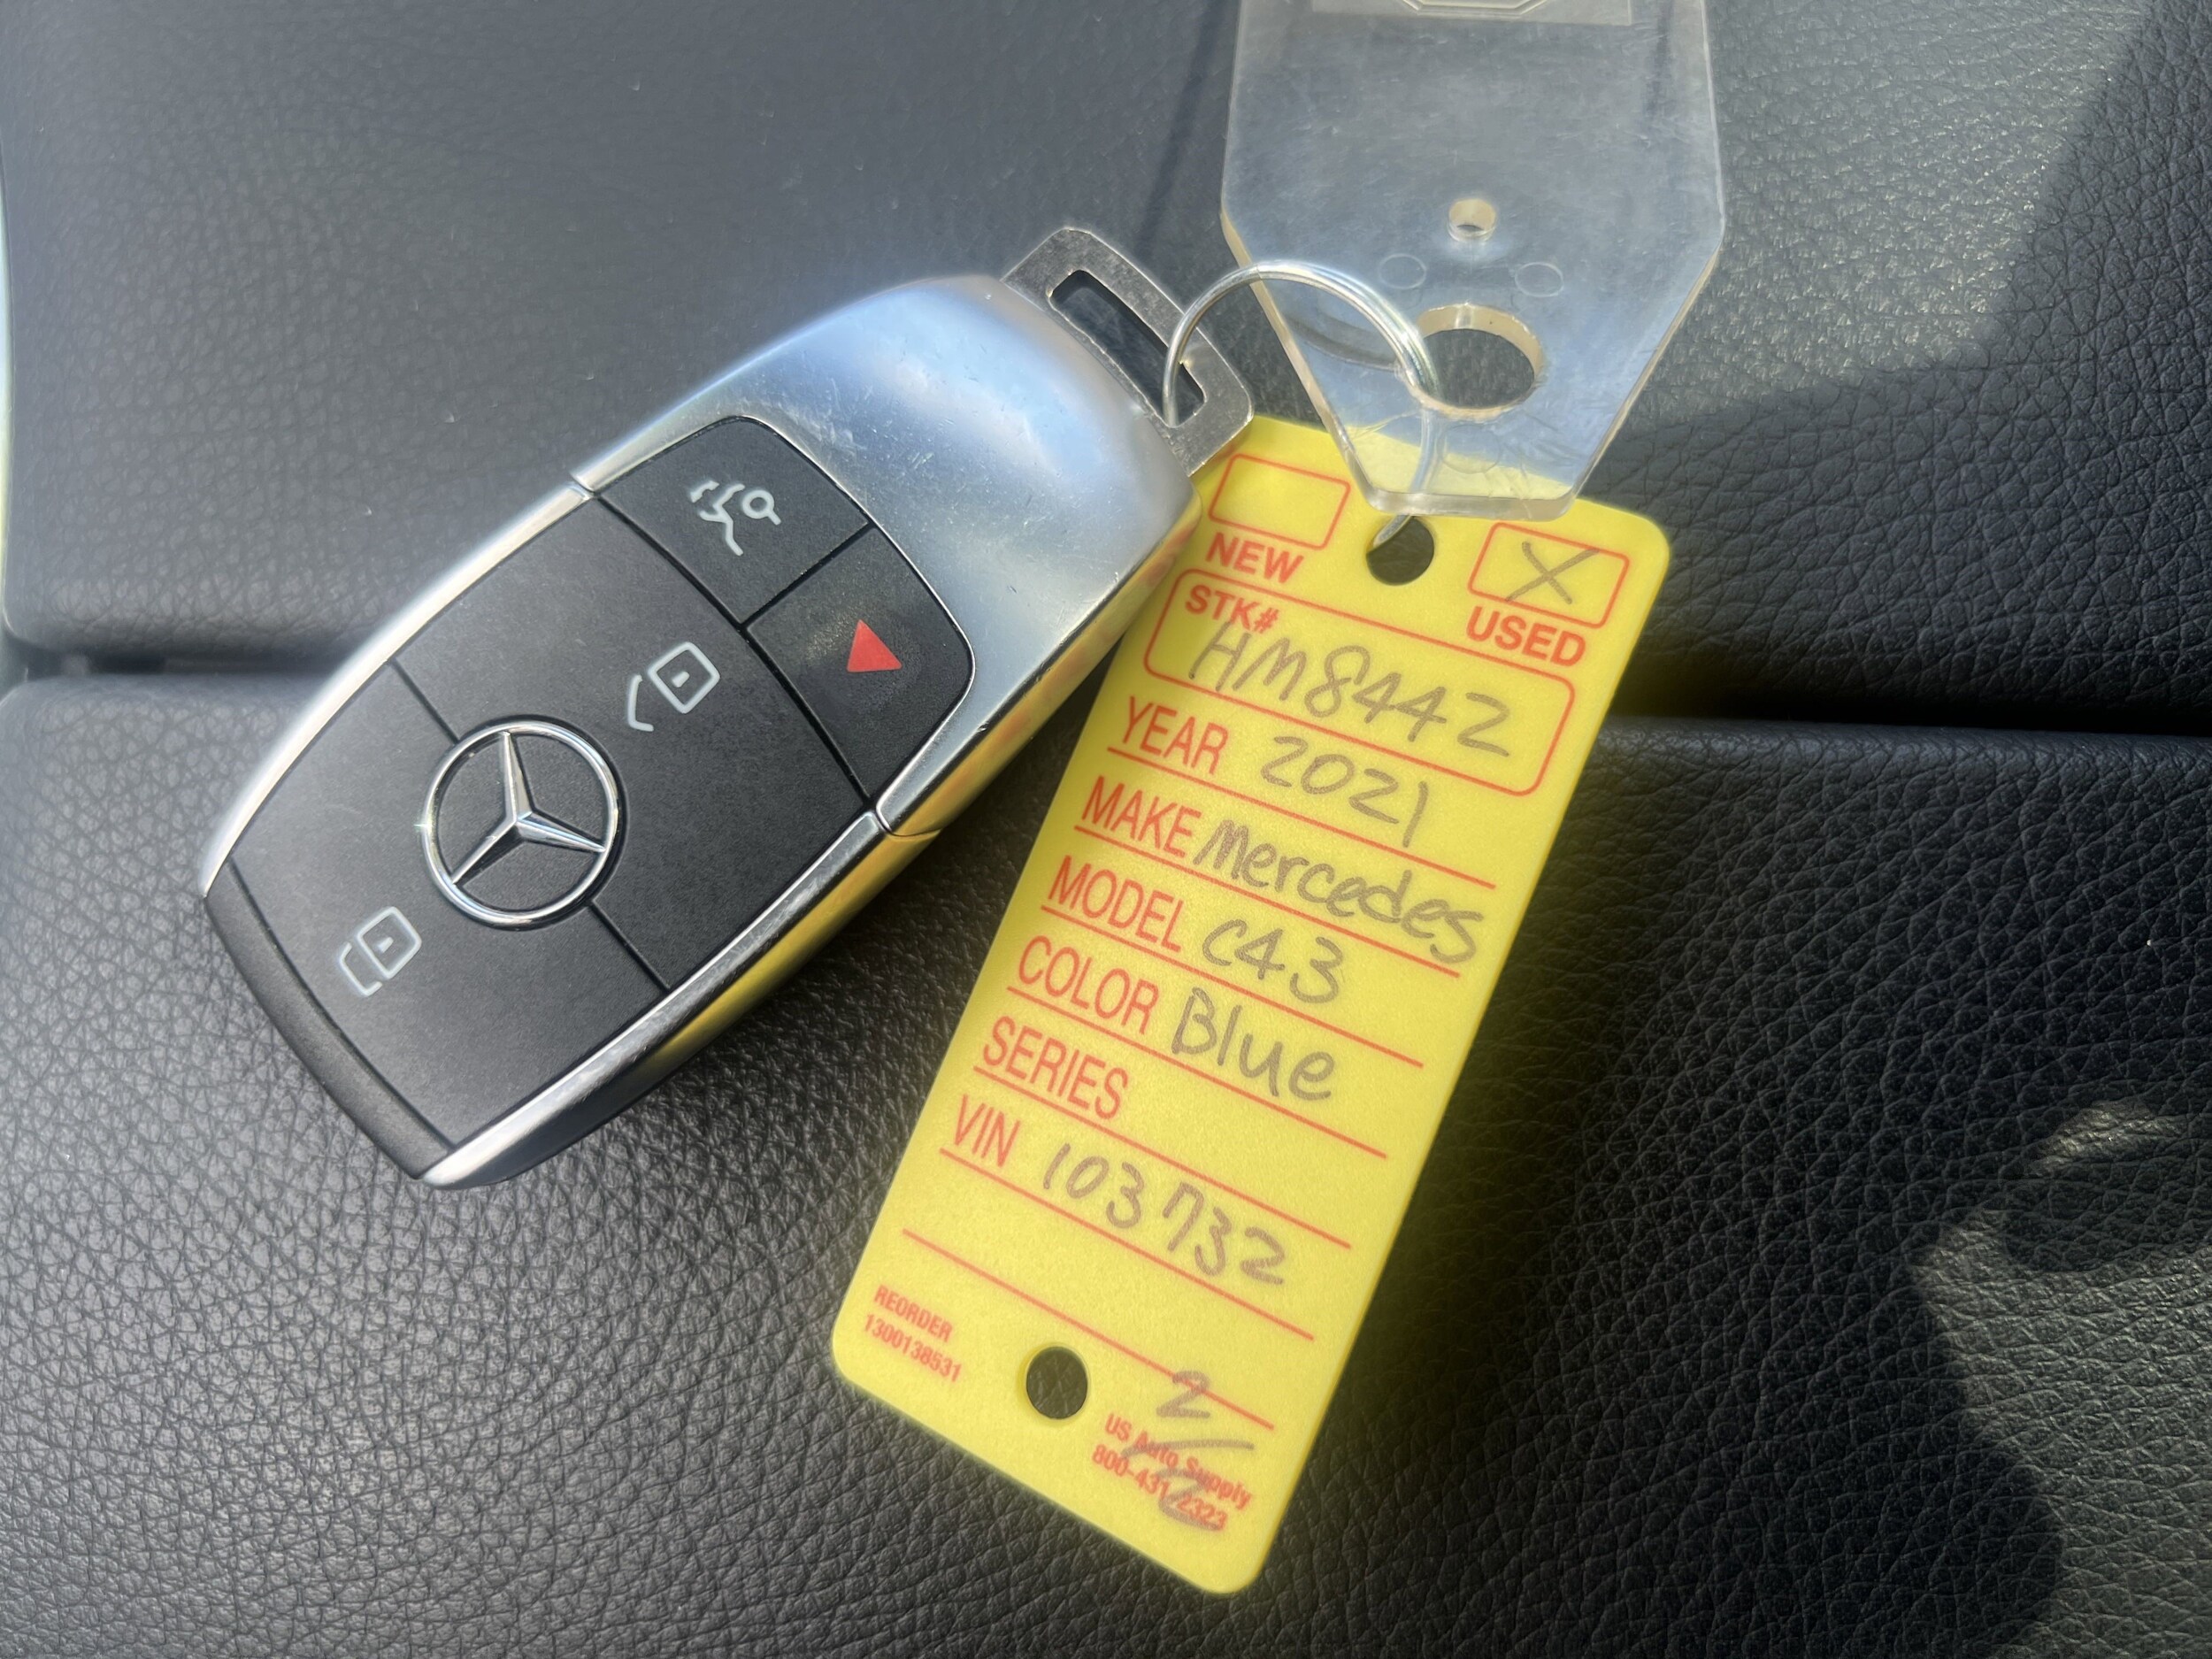 NEW
X
USED
STK#
HM8442
YEAR 2021
MAKE Mercedes
MODEL C43
COLOR Blue
SERIES
VIN 103732
REORDER
1300138531
2
2
US Auto Supply
800-431-2323